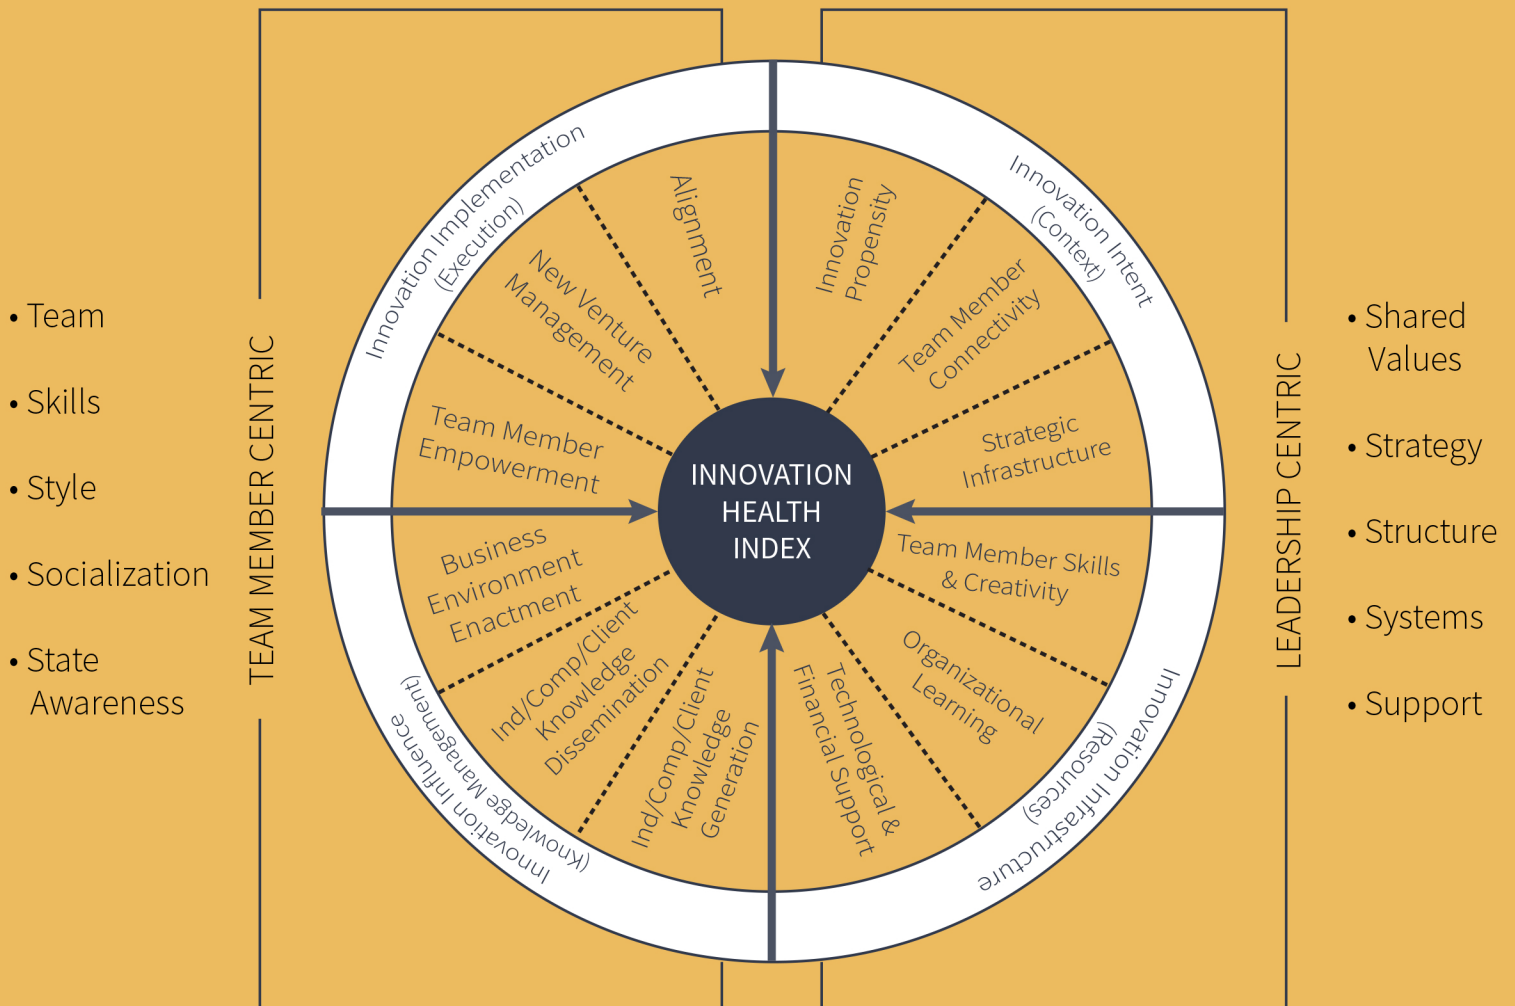 • Team
• Skills
• Style
• Socialization
• State
Awareness
TEAM MEMBER CENTRIC
Innovation Implementation
(Execution)
Alignment
New Venture
Management
Team Member
Empowerment
Innovation Intent
(Context)
Innovation
Propensity
Team Member
Connectivity
Strategic
Infrastructure
INNOVATION
HEALTH
INDEX
Business
Environment
Enactment
Ind/Comp/Client
Knowledge
Dissemination
Ind/Comp/Client
Knowledge
Generation
Innovation Influence
(Knowledge Management)
Team Member Skills
& Creativity
Organizational
Learning
Technological &
Financial Support
Innovation Infrastructure
(Resources)
LEADERSHIP CENTRIC
• Shared
Values
• Strategy
• Structure
• Systems
• Support